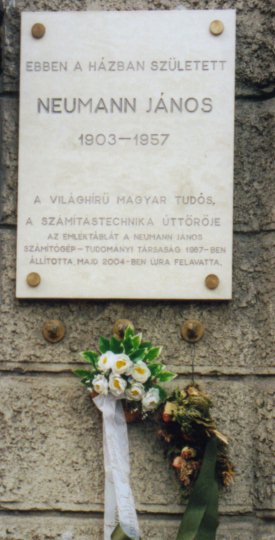 EBBEN A HÁZBAN SZÜLETETT
NEUMANN JÁNOS
1903–1957
A VILÁGHÍRŰ MAGYAR TUDÓS,
A SZÁMÍTÁSTECHNIKA ÚTTÖRŐJE
AZ EMLÉKTÁBLÁT A NEUMANN JÁNOS
SZÁMÍTÓGÉP-TUDOMÁNYI TÁRSASÁG 1987-BEN
ÁLLÍTOTTA, MAJD 2004-BEN ÚJRA FELAVATTA.